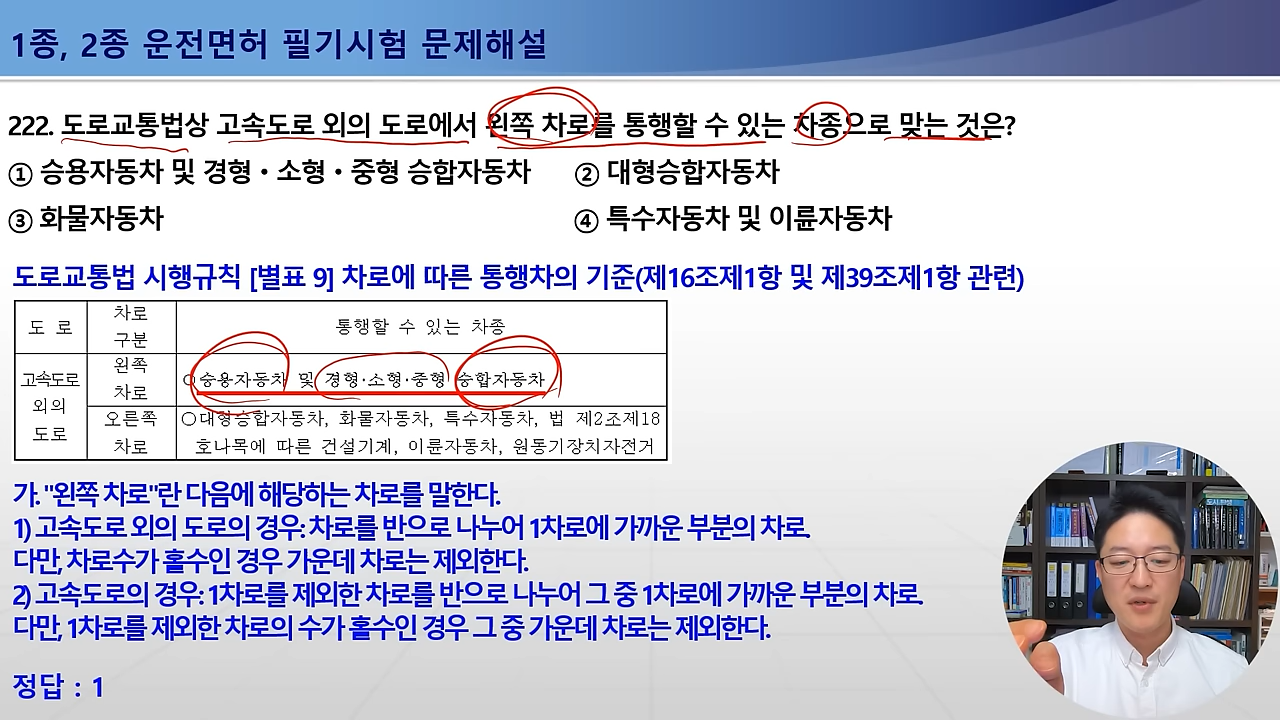 1종, 2종 운전면허 필기시험 문제해설
222. 도로교통법상 고속도로 외의 도로에서 왼쪽 차로를 통행할 수 있는 차종으로 맞는 것은?
① 승용자동차 및 경형·소형·중형 승합자동차 ② 대형승합자동차
③ 화물자동차 ④ 특수자동차 및 이륜자동차
도로교통법 시행규칙 [별표 9] 차로에 따른 통행차의 기준(제16조제1항 및 제39조제1항 관련)
도 로 차로 구분 통행할 수 있는 차종
고속도로 외의 도로
왼쪽 차로 ○승용자동차 및 경형·소형·중형 승합자동차
오른쪽 차로 ○대형승합자동차, 화물자동차, 특수자동차, 법 제2조제18
호나목에 따른 건설기계, 이륜자동차, 원동기장치자전거
가. "왼쪽 차로"란 다음에 해당하는 차로를 말한다.
1) 고속도로 외의 도로의 경우: 차로를 반으로 나누어 1차로에 가까운 부분의 차로.
다만, 차로수가 홀수인 경우 가운데 차로는 제외한다.
2) 고속도로의 경우: 1차로를 제외한 차로를 반으로 나누어 그 중 1차로에 가까운 부분의 차로.
다만, 1차로를 제외한 차로의 수가 홀수인 경우 그 중 가운데 차로는 제외한다.
정답 : 1